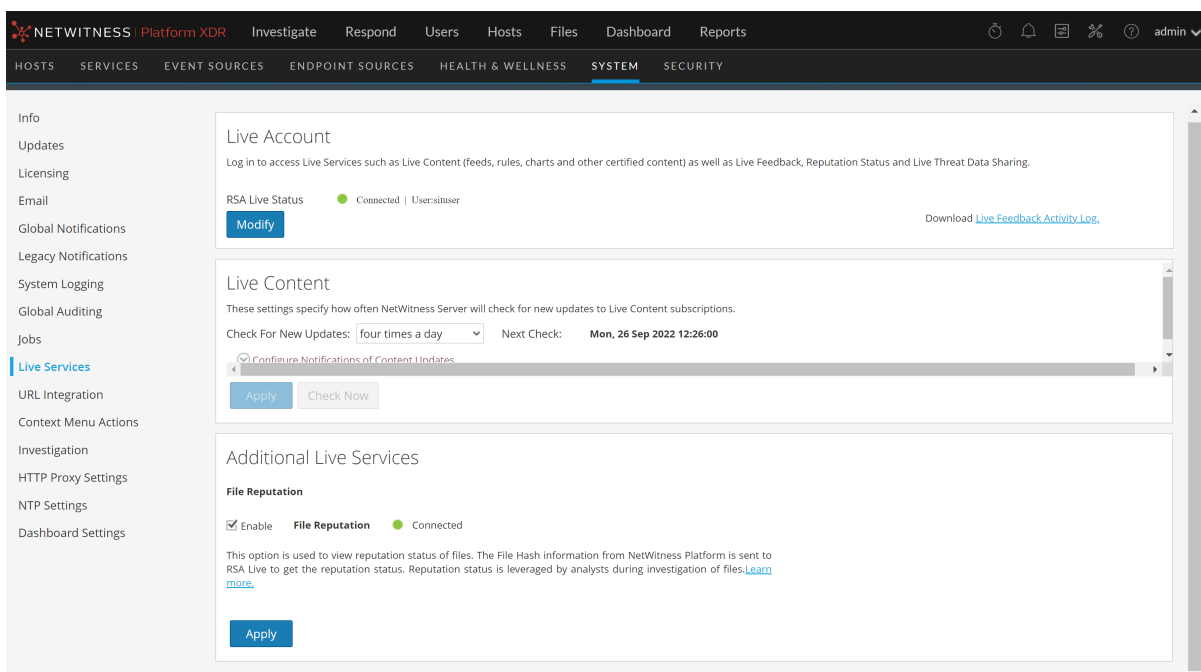 NETWITNESS | Platform XDR Investigate Respond Users Hosts Files Dashboard Reports admin
HOSTS SERVICES EVENT SOURCES ENDPOINT SOURCES HEALTH & WELLNESS SYSTEM SECURITY
Info
Updates
Licensing
Email
Global Notifications
Legacy Notifications
System Logging
Global Auditing
Jobs
Live Services
URL Integration
Context Menu Actions
Investigation
HTTP Proxy Settings
NTP Settings
Dashboard Settings
Live Account
Log in to access Live Services such as Live Content (feeds, rules, charts and other certified content) as well as Live Feedback, Reputation Status and Live Threat Data Sharing.
RSA Live Status Connected | User:situser
Modify
Download Live Feedback Activity Log.
Live Content
These settings specify how often NetWitness Server will check for new updates to Live Content subscriptions.
Check For New Updates: four times a day Next Check: Mon, 26 Sep 2022 12:26:00
Configure Notifications of Content Updates
Apply Check Now
Additional Live Services
File Reputation
Enable File Reputation Connected
This option is used to view reputation status of files. The File Hash information from NetWitness Platform is sent to
RSA Live to get the reputation status. Reputation status is leveraged by analysts during investigation of files.Learn
more.
Apply